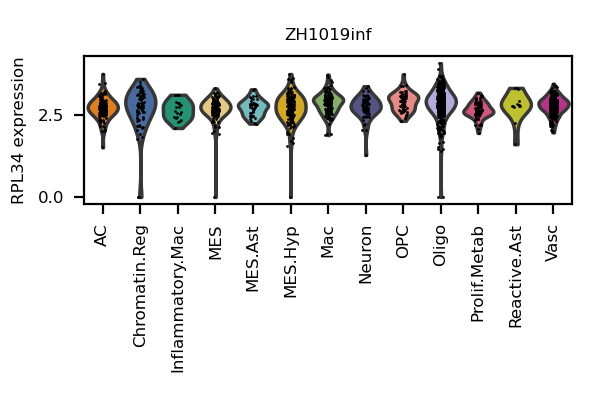 ZH1019inf
RPL34 expression
2.5
0.0
AC
Chromatin.Reg
Inflammatory.Mac
MES
MES.Ast
MES.Hyp
Mac
Neuron
OPC
Oligo
Prolif.Metab
Reactive.Ast
Vasc